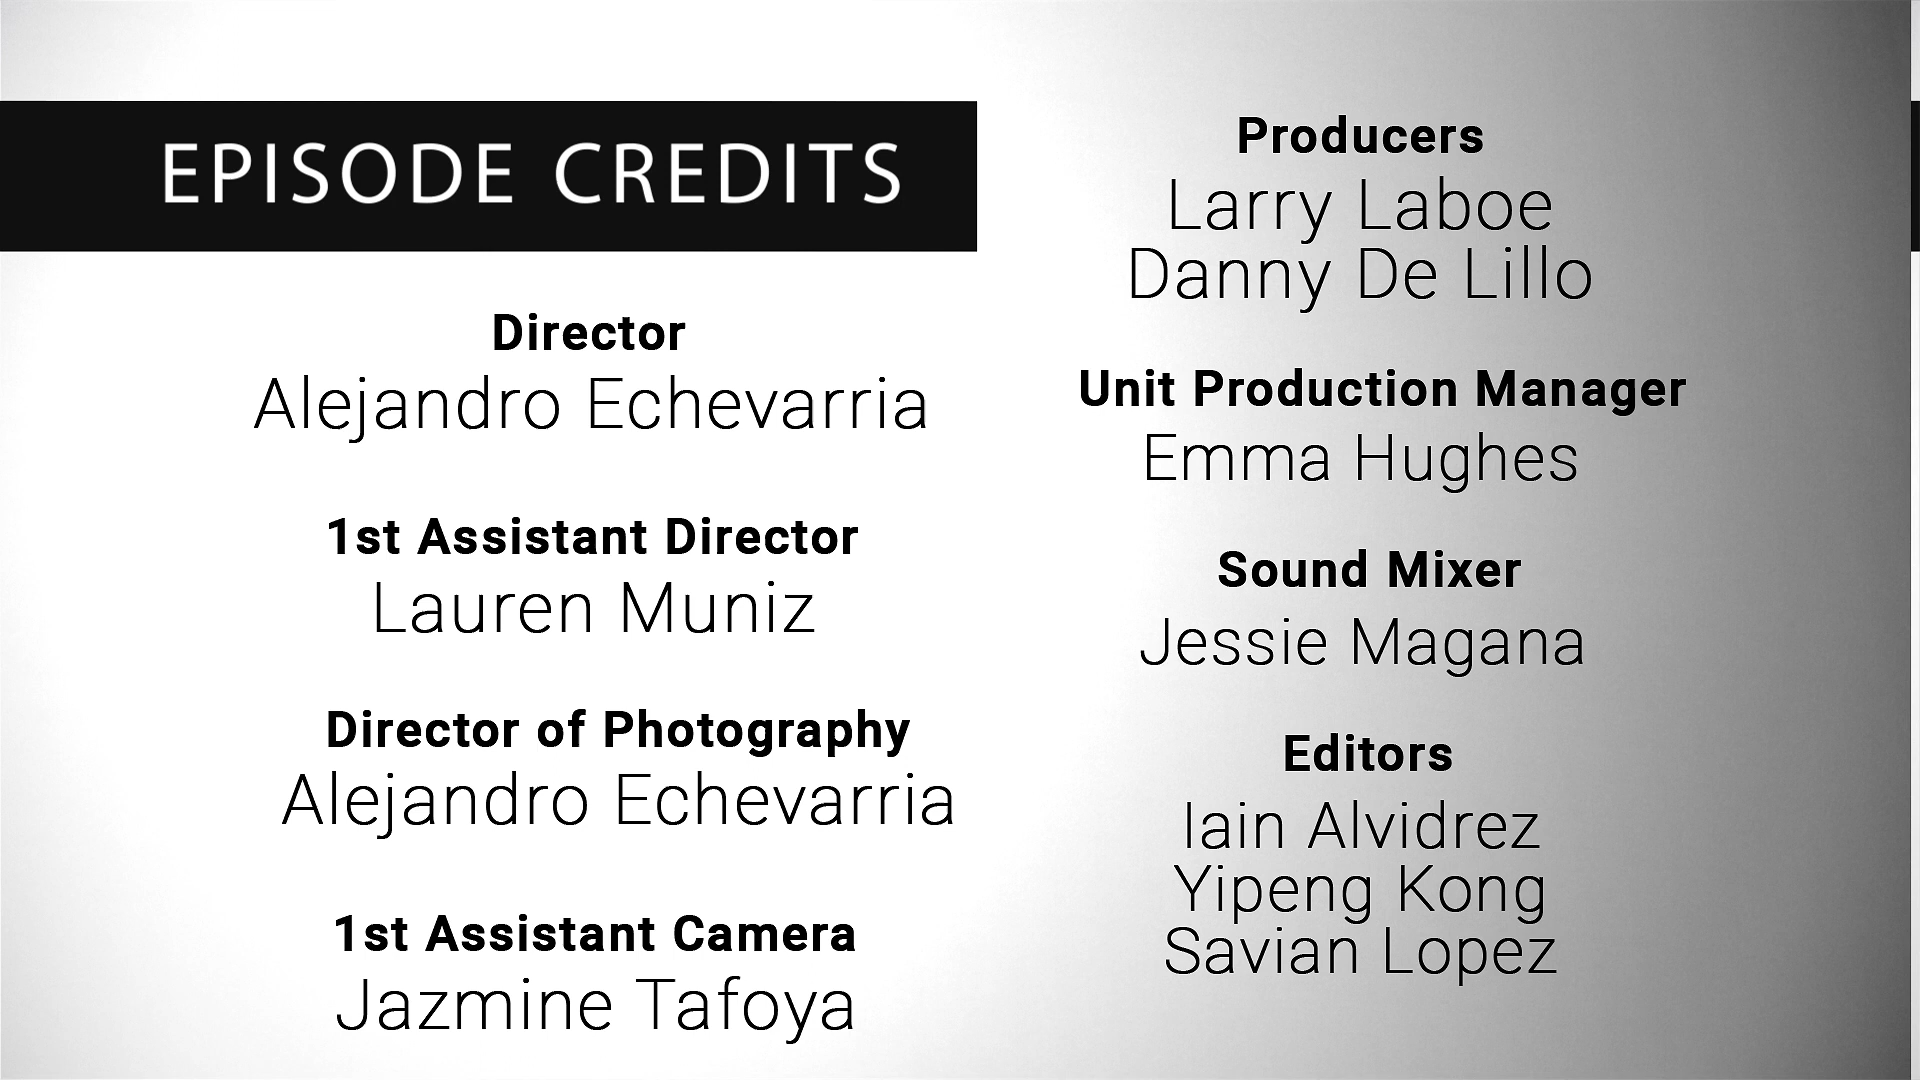 EPISODE CREDITS
Director
Alejandro Echevarria
1st Assistant Director
Lauren Muniz
Director of Photography
Alejandro Echevarria
1st Assistant Camera
Jazmine Tafoya
Producers
Larry Laboe
Danny De Lillo
Unit Production Manager
Emma Hughes
Sound Mixer
Jessie Magana
Editors
Iain Alvidrez
Yipeng Kong
Savian Lopez